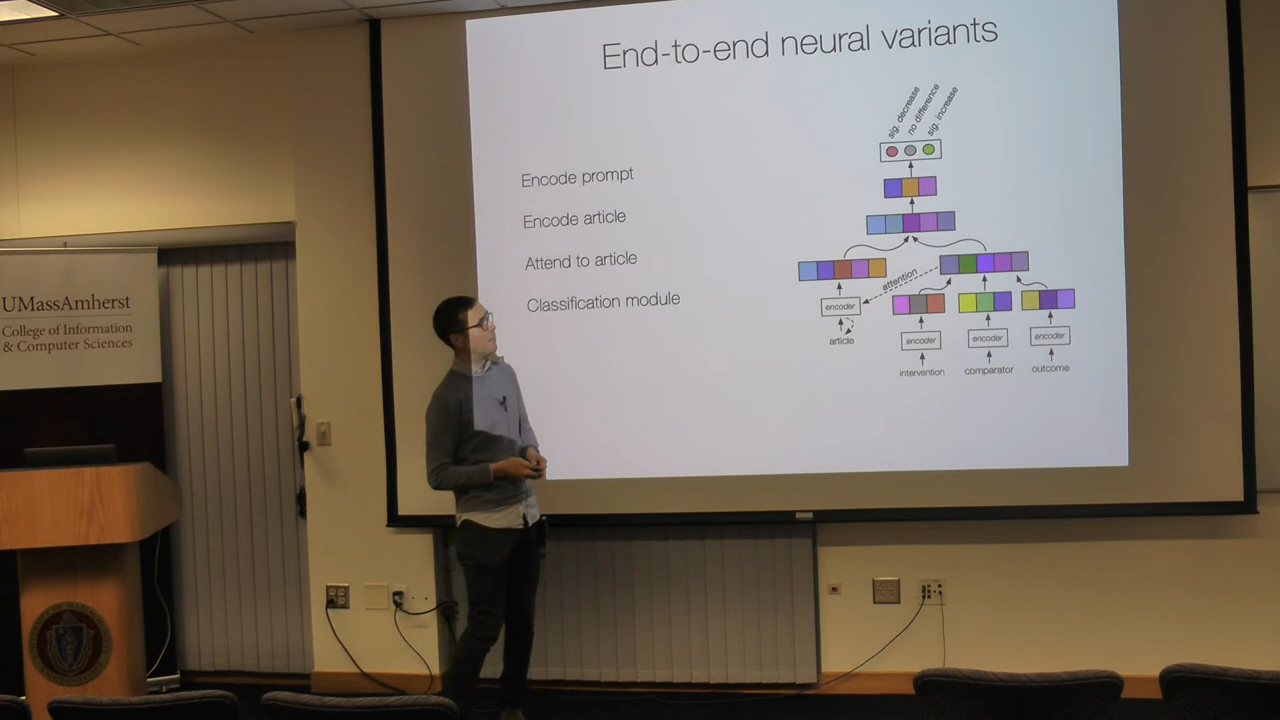 End-to-end neural variants
sig. decrease
no difference
sig. increase
Encode prompt
Encode article
Attend to article
Classification module
attention
encoder
article
encoder
encoder
encoder
intervention
comparator
outcome
UMassAmherst
College of Information
& Computer Sciences